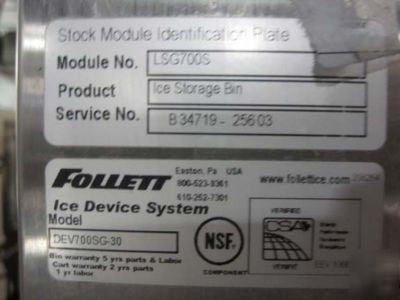 Stock Module Identification Plate
Module No. LSG700S
Product Ice Storage Bin
Service No. B34719 - 25603
FOLLETT
Easton, Pa USA
800-523-9361
610-252-7301
www.follettice.com
Ice Device System
Model
DEV700SG-30
Bin warranty 5 yrs parts & Labor
Cart warranty 2 yrs parts
1 yr labor
NSF
COMPONENT
VERIFIED
CSA
VERIFIT